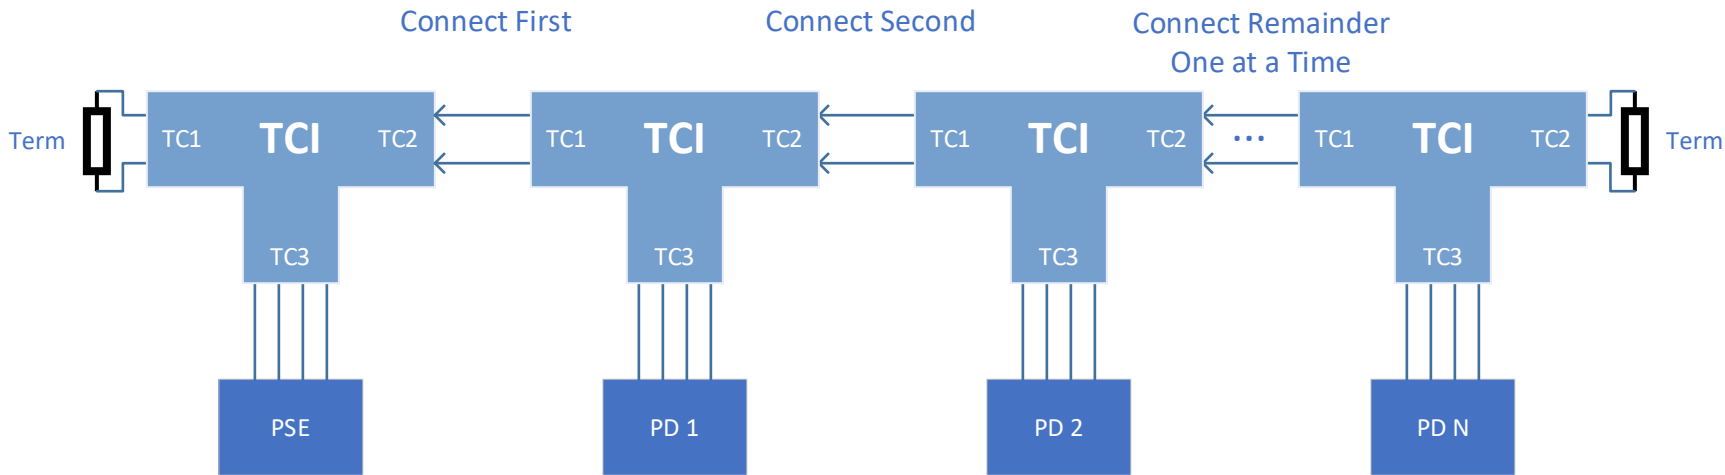 Connect First
Connect Second
Connect Remainder
One at a Time
Term
TC1
TCI
TC2
TC1
TCI
TC2
TC1
TCI
TC2
...
TC1
TCI
TC2
Term
TC3
TC3
TC3
TC3
PSE
PD 1
PD 2
PD N